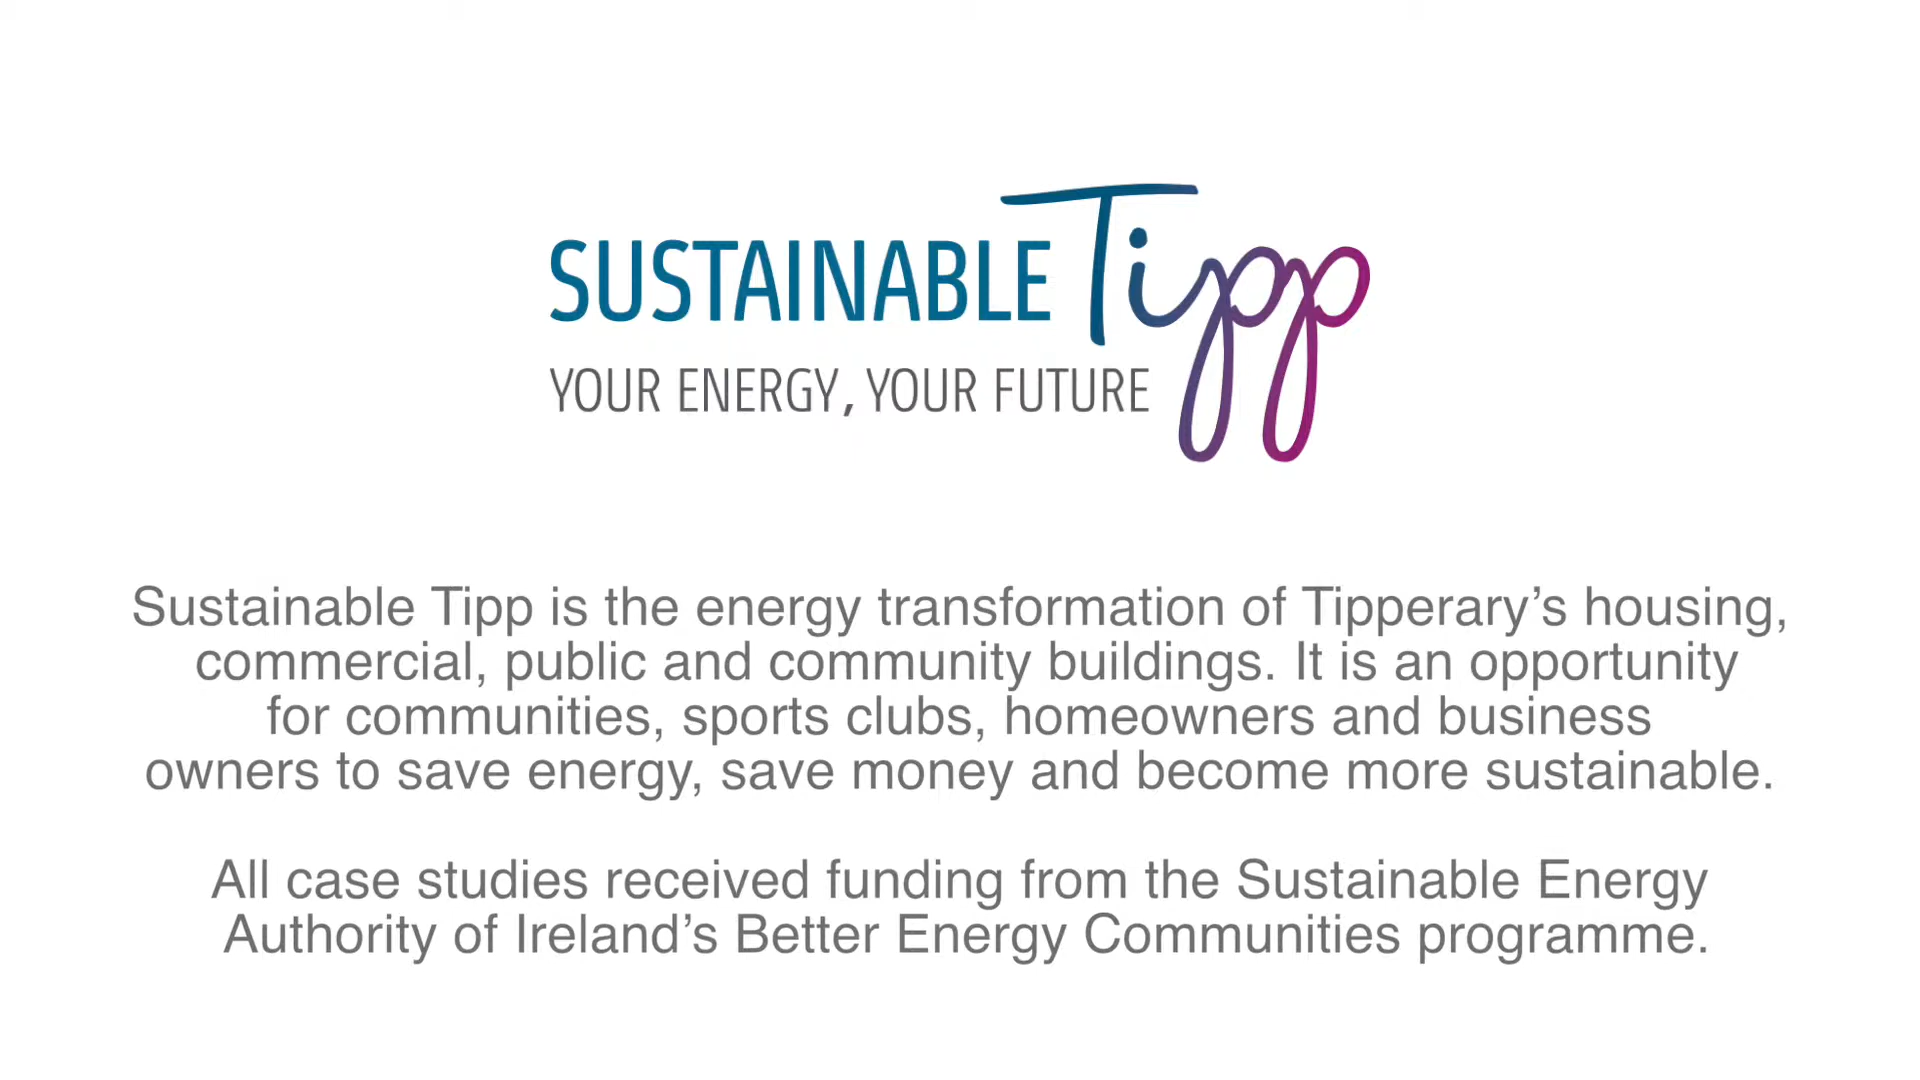 SUSTAINABLE Tipp
YOUR ENERGY, YOUR FUTURE
Sustainable Tipp is the energy transformation of Tipperary’s housing,
commercial, public and community buildings. It is an opportunity
for communities, sports clubs, homeowners and business
owners to save energy, save money and become more sustainable.
All case studies received funding from the Sustainable Energy
Authority of Ireland’s Better Energy Communities programme.